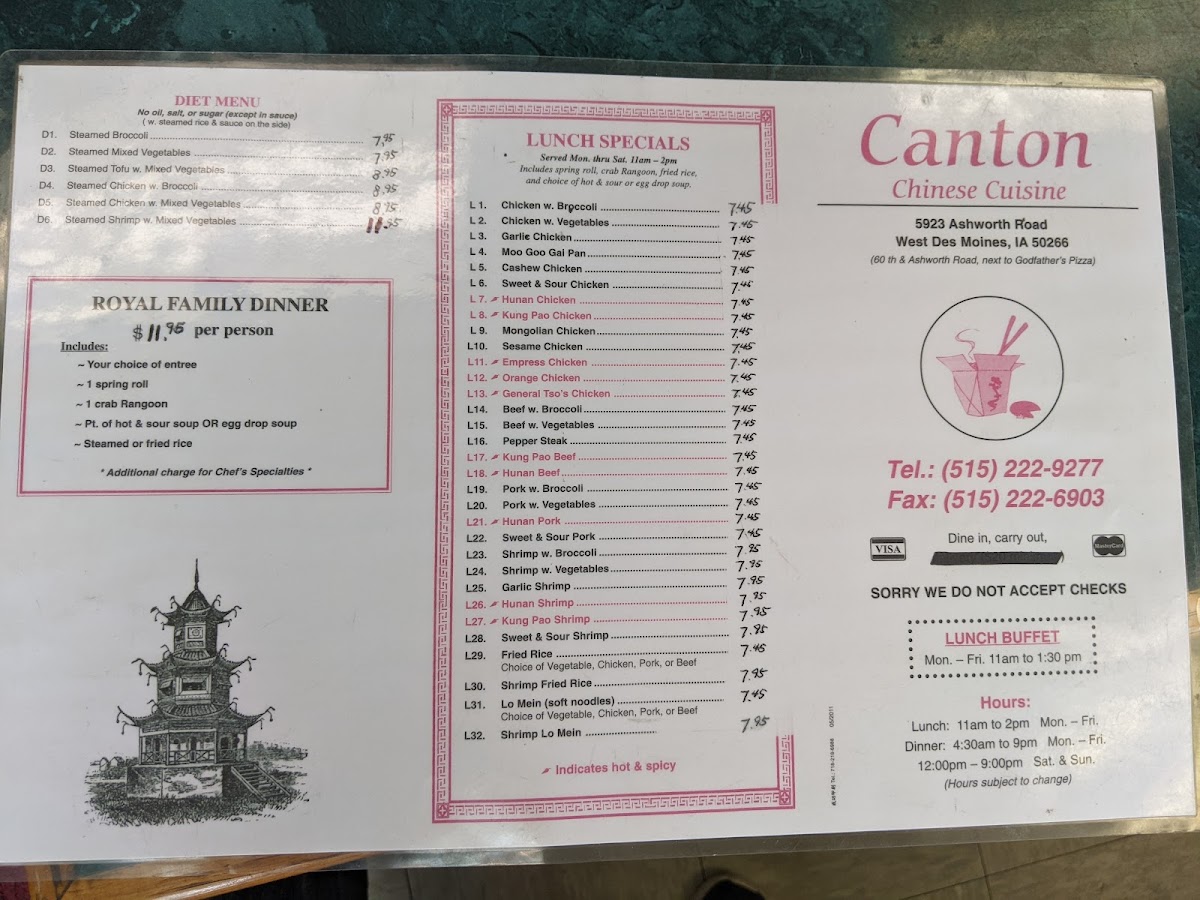 DIET MENU
No oil, salt, or sugar (except in sauce)
( w. steamed rice & sauce on the side)
D1. Steamed Broccoli 7.95
D2. Steamed Mixed Vegetables 7.95
D3. Steamed Tofu w. Mixed Vegetables 8.95
D4. Steamed Chicken w. Broccoli 8.95
D5. Steamed Chicken w. Mixed Vegetables 8.95
D6. Steamed Shrimp w. Mixed Vegetables 11.95
ROYAL FAMILY DINNER
$11.95 per person
Includes:
~ Your choice of entree
~ 1 spring roll
~ 1 crab Rangoon
~ Pt. of hot & sour soup OR egg drop soup
~ Steamed or fried rice
* Additional charge for Chef's Specialties *
LUNCH SPECIALS
Served Mon. thru Sat. 11am – 2pm
Includes spring roll, crab Rangoon, fried rice,
and choice of hot & sour or egg drop soup.
L 1. Chicken w. Broccoli 7.45
L 2. Chicken w. Vegetables 7.45
L 3. Garlic Chicken 7.45
L 4. Moo Goo Gai Pan 7.45
L 5. Cashew Chicken 7.45
L 6. Sweet & Sour Chicken 7.45
L 7. Hunan Chicken 7.45
L 8. Kung Pao Chicken 7.45
L 9. Mongolian Chicken 7.45
L10. Sesame Chicken 7.45
L11. Empress Chicken 7.45
L12. Orange Chicken 7.45
L13. General Tso's Chicken 7.45
L14. Beef w. Broccoli 7.45
L15. Beef w. Vegetables 7.45
L16. Pepper Steak 7.45
L17. Kung Pao Beef 7.45
L18. Hunan Beef 7.45
L19. Pork w. Broccoli 7.45
L20. Pork w. Vegetables 7.45
L21. Hunan Pork 7.45
L22. Sweet & Sour Pork 7.45
L23. Shrimp w. Broccoli 7.95
L24. Shrimp w. Vegetables 7.95
L25. Garlic Shrimp 7.95
L26. Hunan Shrimp 7.95
L27. Kung Pao Shrimp 7.95
L28. Sweet & Sour Shrimp 7.95
L29. Fried Rice 7.45
Choice of Vegetable, Chicken, Pork, or Beef
L30. Shrimp Fried Rice 7.95
L31. Lo Mein (soft noodles) 7.45
Choice of Vegetable, Chicken, Pork, or Beef
L32. Shrimp Lo Mein 7.95
Indicates hot & spicy
Canton
Chinese Cuisine
5923 Ashworth Road
West Des Moines, IA 50266
(60 th & Ashworth Road, next to Godfather's Pizza)
Tel.: (515) 222-9277
Fax: (515) 222-6903
Dine in, carry out,
VISA
MasterCard
SORRY WE DO NOT ACCEPT CHECKS
LUNCH BUFFET
Mon. – Fri. 11am to 1:30 pm
Hours:
Lunch: 11am to 2pm Mon. – Fri.
Dinner: 4:30am to 9pm Mon. – Fri.
12:00pm – 9:00pm Sat. & Sun.
(Hours subject to change)
05/2011